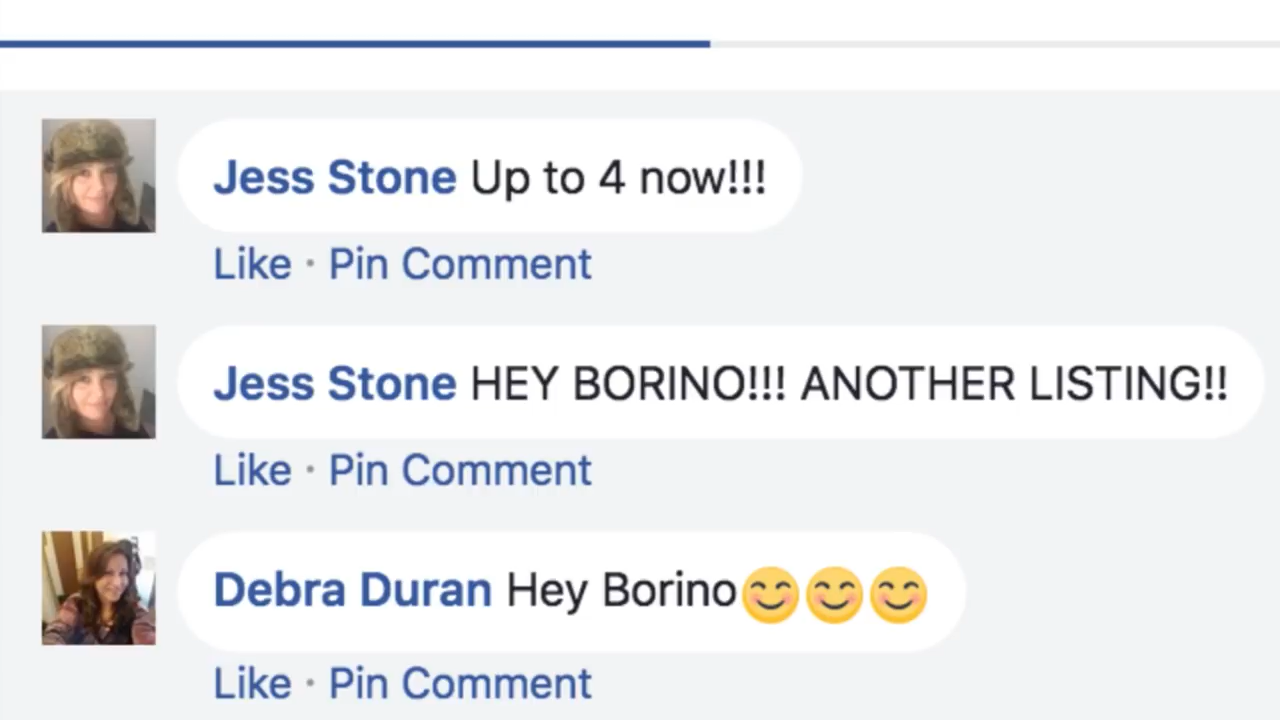 Jess Stone Up to 4 now!!!
Like · Pin Comment
Jess Stone HEY BORINO!!! ANOTHER LISTING!!
Like · Pin Comment
Debra Duran Hey Borino😊😊😊
Like · Pin Comment